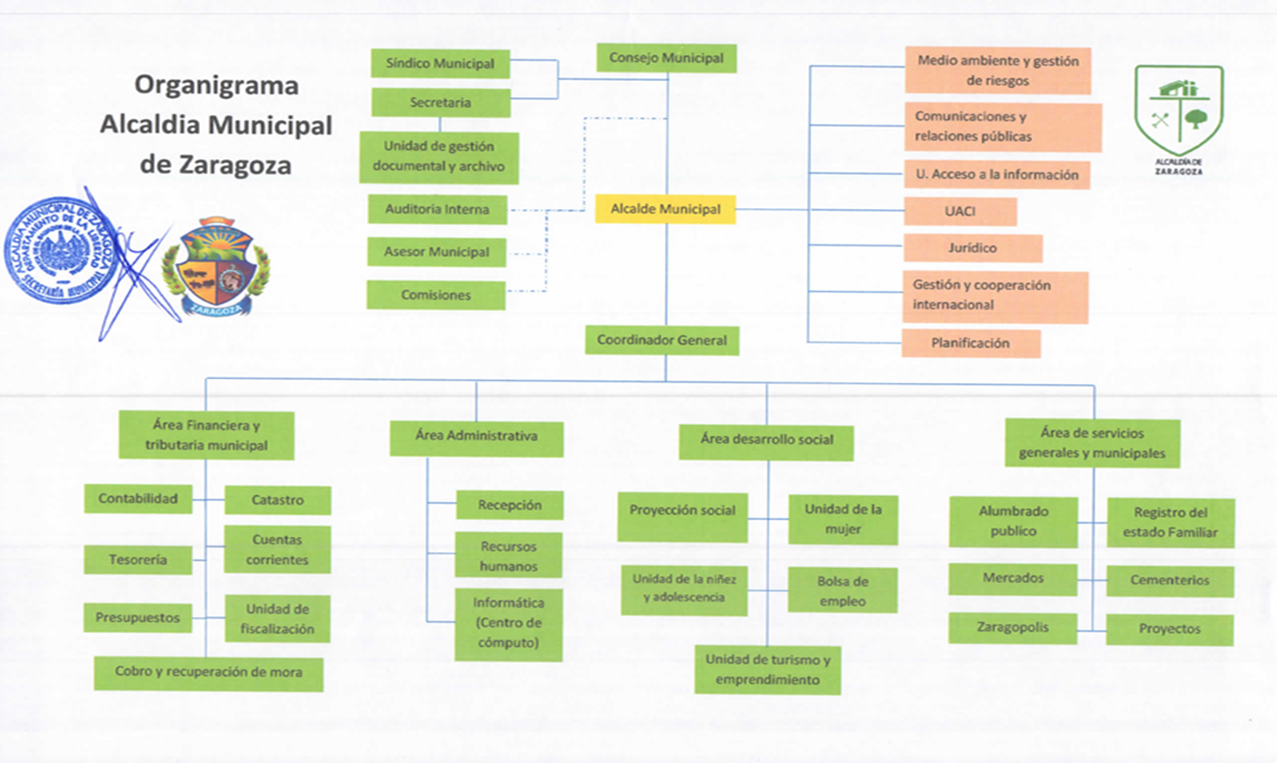 Organigrama
Alcaldia Municipal
de Zaragoza
Síndico Municipal
Secretaria
Unidad de gestión
documental y archivo
Auditoria Interna
Asesor Municipal
Comisiones
Consejo Municipal
Alcalde Municipal
Coordinador General
Medio ambiente y gestión
de riesgos
Comunicaciones y
relaciones públicas
U. Acceso a la información
UACI
Jurídico
Gestión y cooperación
internacional
Planificación
ALCALDÍA DE
ZARAGOZA
ZARAGOZA
Área Financiera y
tributaria municipal
Contabilidad
Catastro
Tesorería
Cuentas
corrientes
Presupuestos
Unidad de
fiscalización
Cobro y recuperación de mora
Área Administrativa
Recepción
Recursos
humanos
Informática
(Centro de
cómputo)
Área desarrollo social
Proyección social
Unidad de la
mujer
Unidad de la niñez
y adolescencia
Bolsa de
empleo
Unidad de turismo y
emprendimiento
Área de servicios
generales y municipales
Alumbrado
publico
Registro del
estado Familiar
Mercados
Cementerios
Zaragopolis
Proyectos